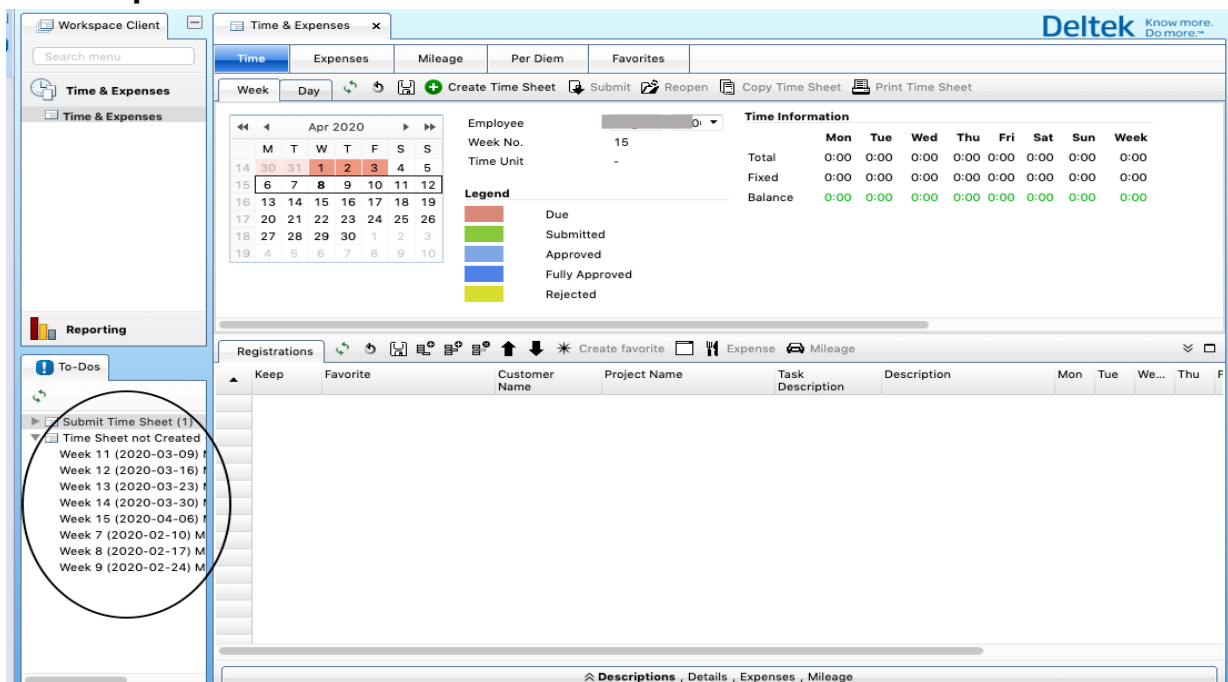 Workspace Client
Time & Expenses x
Deltek Know more. Do more.™
Search menu
Time Expenses Mileage Per Diem Favorites
Time & Expenses
Time & Expenses
Week Day Create Time Sheet Submit Reopen Copy Time Sheet Print Time Sheet
Apr 2020
M T W T F S S
14 30 31 1 2 3 4 5
15 6 7 8 9 10 11 12
16 13 14 15 16 17 18 19
17 20 21 22 23 24 25 26
18 27 28 29 30 1 2 3
19 4 5 6 7 8 9 10
Employee
Week No. 15
Time Unit -
Legend
Due
Submitted
Approved
Fully Approved
Rejected
Time Information
Mon Tue Wed Thu Fri Sat Sun Week
Total 0:00 0:00 0:00 0:00 0:00 0:00 0:00 0:00
Fixed 0:00 0:00 0:00 0:00 0:00 0:00 0:00 0:00
Balance 0:00 0:00 0:00 0:00 0:00 0:00 0:00 0:00
Reporting
Registrations Create favorite Expense Mileage
Keep Favorite Customer Name Project Name Task Description Description Mon Tue We... Thu F
To-Dos
Submit Time Sheet (1)
Time Sheet not Created
Week 11 (2020-03-09)
Week 12 (2020-03-16)
Week 13 (2020-03-23)
Week 14 (2020-03-30)
Week 15 (2020-04-06)
Week 7 (2020-02-10) M
Week 8 (2020-02-17) M
Week 9 (2020-02-24) M
Descriptions , Details , Expenses , Mileage